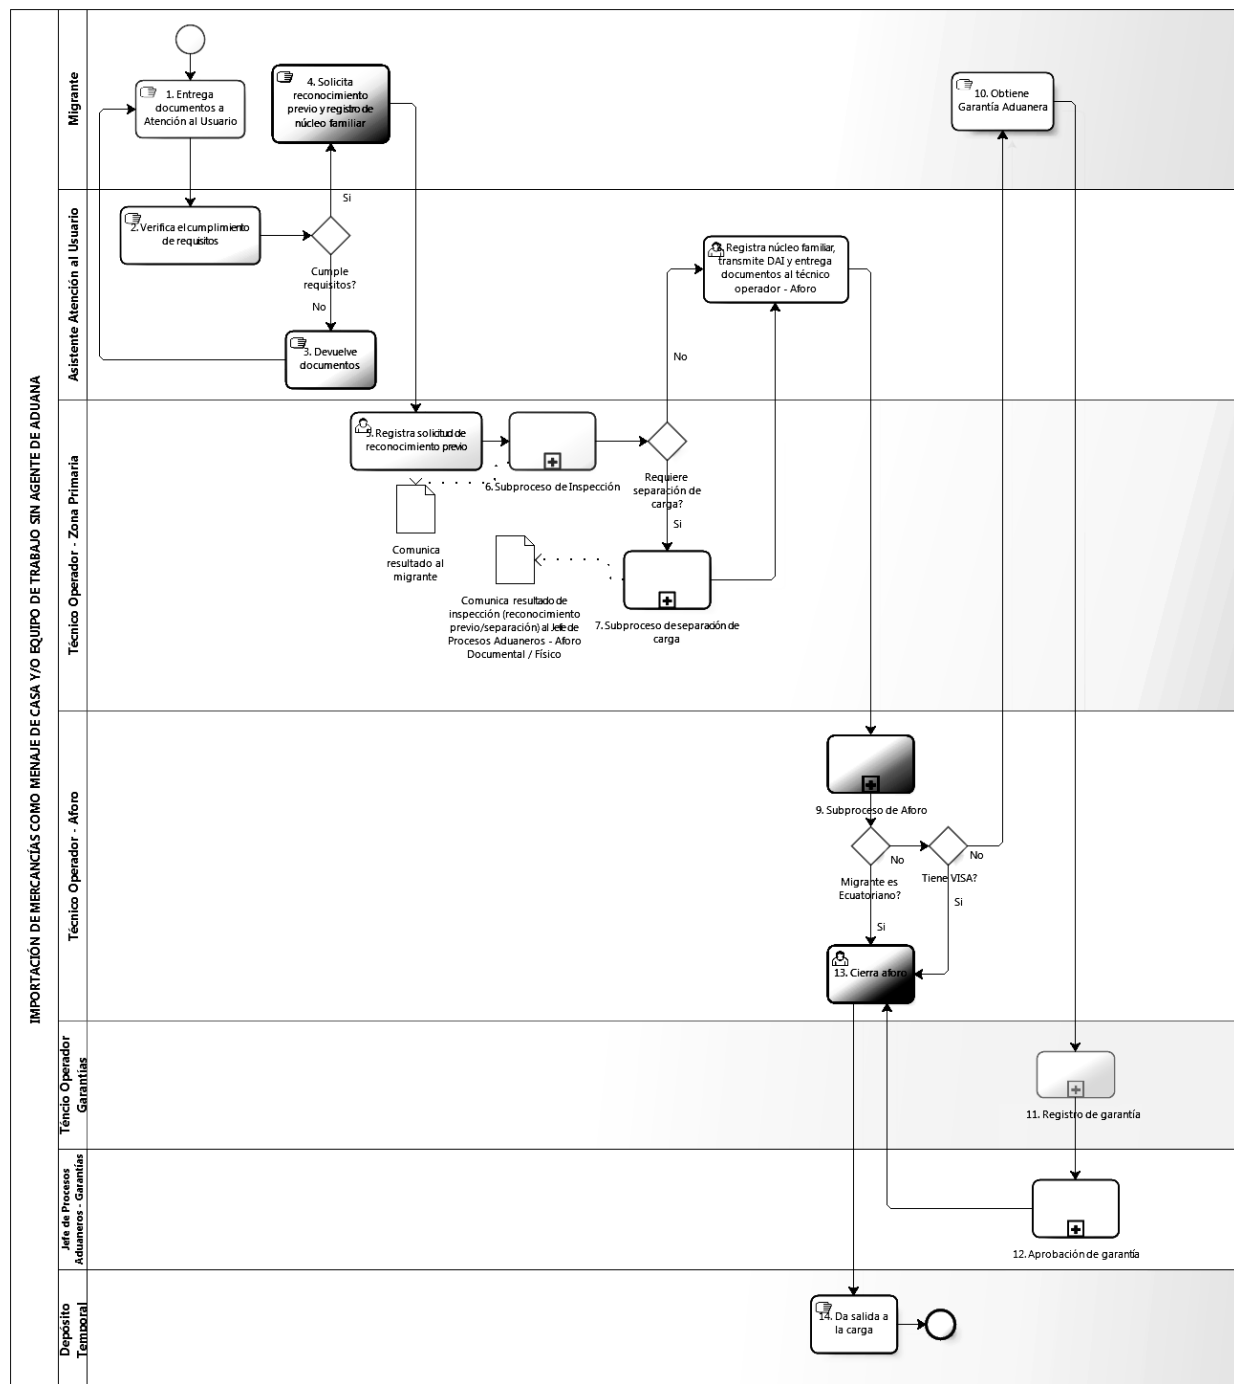 IMPORTACIÓN DE MERCANCÍAS COMO MENAJE DE CASA Y/O EQUIPO DE TRABAJO SIN AGENTE DE ADUANA
Migrante
1. Entrega
documentos a
Atención al Usuario
4. Solicita
reconocimiento
previo y registro de
núcleo familiar
10. Obtiene
Garantía Aduanera
Asistente Atención al Usuario
2. Verifica el cumplimiento
de requisitos
Si
Cumple
requisitos?
No
3. Devuelve
documentos
Registra núcleo familiar,
transmite DAI y entrega
documentos al técnico
operador - Aforo
No
Técnico Operador - Zona Primaria
5. Registra solicitud de
reconocimiento previo
6. Subproceso de Inspección
Requiere
separación de
carga?
Si
Comunica
resultado al
migrante
Comunica resultado de
inspección (reconocimiento
previo/separación) al Jefe de
Procesos Aduaneros - Aforo
Documental / Físico
7. Subproceso de separación de
carga
Técnico Operador - Aforo
9. Subproceso de Aforo
No
No
Migrante es
Ecuatoriano?
Tiene VISA?
Si
Si
13. Cierra aforo
Téncio Operador
Garantías
11. Registro de garantía
Jefe de Procesos
Aduaneros - Garantías
12. Aprobación de garantía
Depósito
Temporal
14. Da salida a
la carga